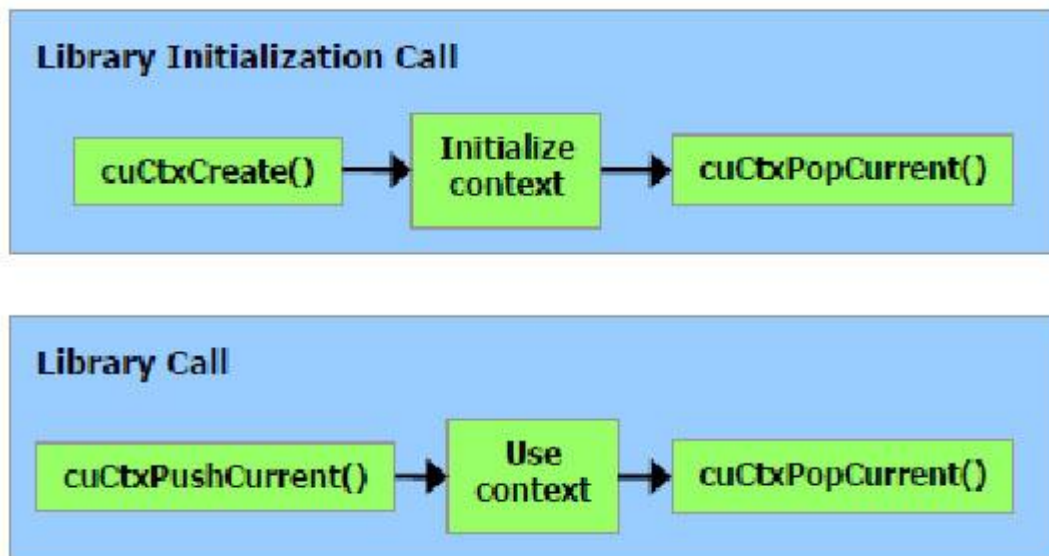 Library Initialization Call
cuCtxCreate()
Initialize
context
cuCtxPopCurrent()
Library Call
cuCtxPushCurrent()
Use
context
cuCtxPopCurrent()